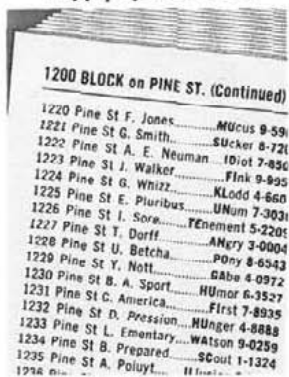 1200 BLOCK on PINE ST. (Continued)
1220 Pine St F. Jones..........MUcus 9-59
1221 Pine St G. Smith..........SUcker 8-72
1222 Pine St A. E. Neuman....IDiot 7-850
1223 Pine St J. Walker..........FInk 9-995
1224 Pine St G. Whizz..........KLodd 4-660
1225 Pine St E. Pluribus.......UNum 7-303
1226 Pine St I. Sore.......TEnement 5-2209
1227 Pine St T. Dorff..........ANgry 3-0004
1228 Pine St U. Betcha..........POny 8-6543
1229 Pine St Y. Nott..........GAbe 4-0972
1230 Pine St B. A. Sport.......HUmor 6-3527
1231 Pine St C. America..........FIrst 7-8935
1232 Pine St D. Pression....HUnger 4-8888
1233 Pine St L. Ementary....WAtson 9-0259
1234 Pine St B. Prepared.......SCout 1-1324
1235 Pine St A. Poluyt....
1236 Pine